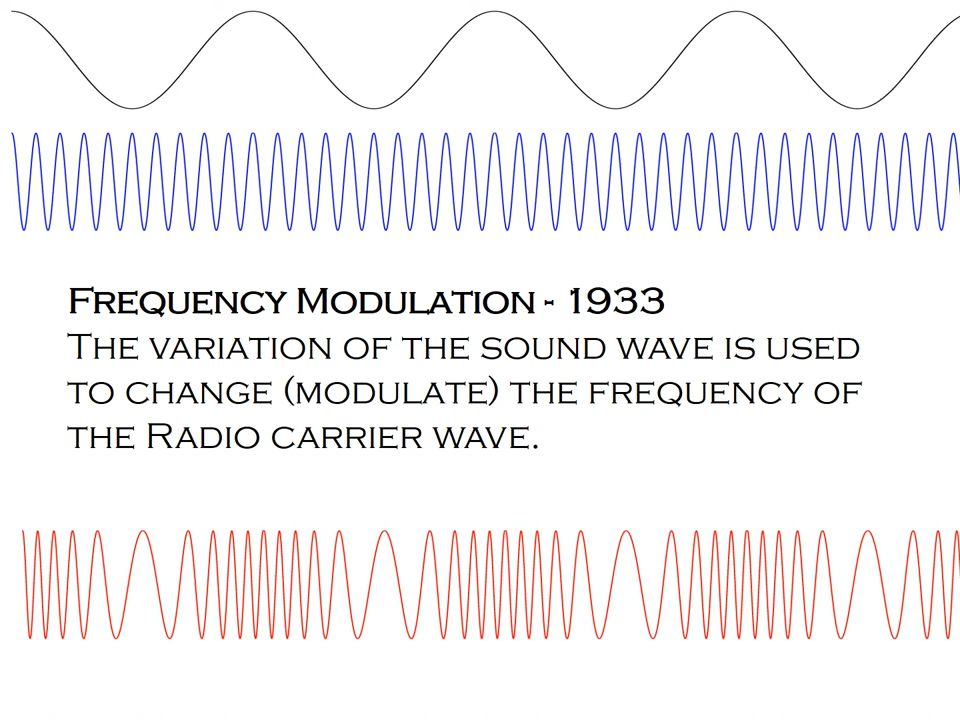 Frequency Modulation - 1933
The variation of the sound wave is used
to change (modulate) the frequency of
the Radio carrier wave.